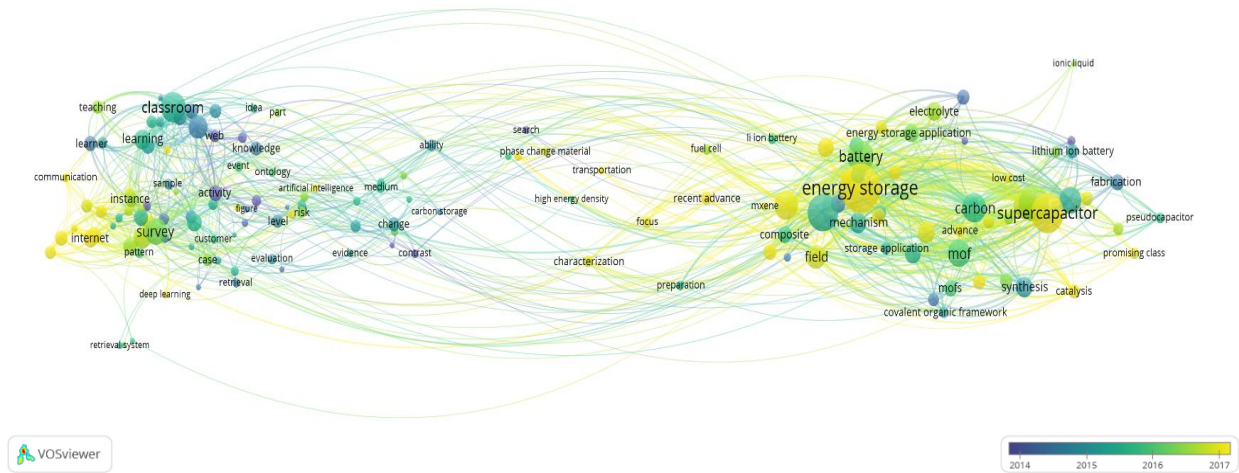 ionic liquid
teaching
classroom
idea
part
electrolyte
learning
web
search
li ion battery
energy storage application
learner
knowledge
ability
phase change material
fuel cell
battery
lithium ion battery
event
ontology
transportation
low cost
communication
sample
artificial intelligence
medium
energy storage
fabrication
instance
activity
high energy density
recent advance
mxene
carbon
supercapacitor
figure
risk
carbon storage
level
change
focus
mechanism
pseudocapacitor
internet
survey
customer
composite
advance
pattern
case
evaluation
evidence
contrast
characterization
field
storage application
mof
promising class
deep learning
retrieval
preparation
mofs
synthesis
catalysis
covalent organic framework
retrieval system
VOSviewer
2014 2015 2016 2017